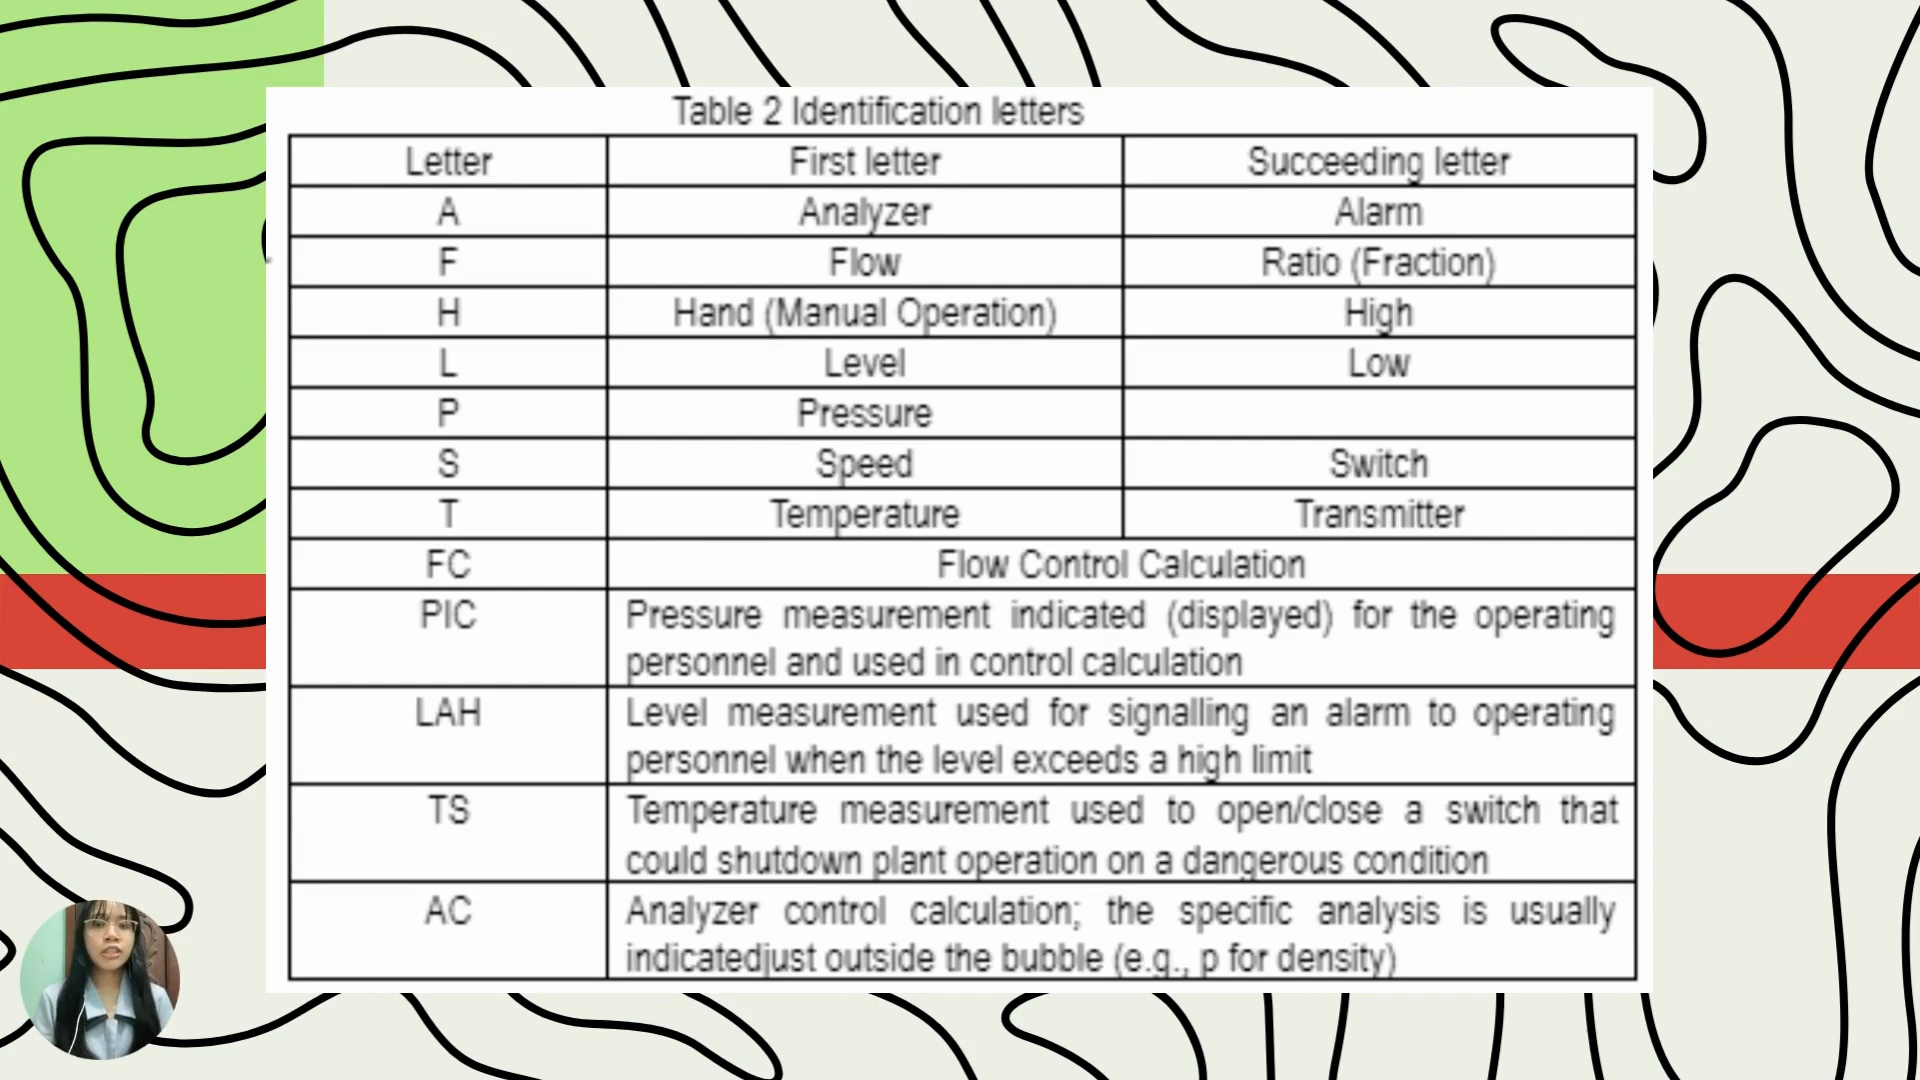 Table 2 Identification letters
Letter First letter Succeeding letter
A Analyzer Alarm
F Flow Ratio (Fraction)
H Hand (Manual Operation) High
L Level Low
P Pressure
S Speed Switch
T Temperature Transmitter
FC Flow Control Calculation
PIC Pressure measurement indicated (displayed) for the operating
personnel and used in control calculation
LAH Level measurement used for signalling an alarm to operating
personnel when the level exceeds a high limit
TS Temperature measurement used to open/close a switch that
could shutdown plant operation on a dangerous condition
AC Analyzer control calculation; the specific analysis is usually
indicatedjust outside the bubble (e.g., p for density)